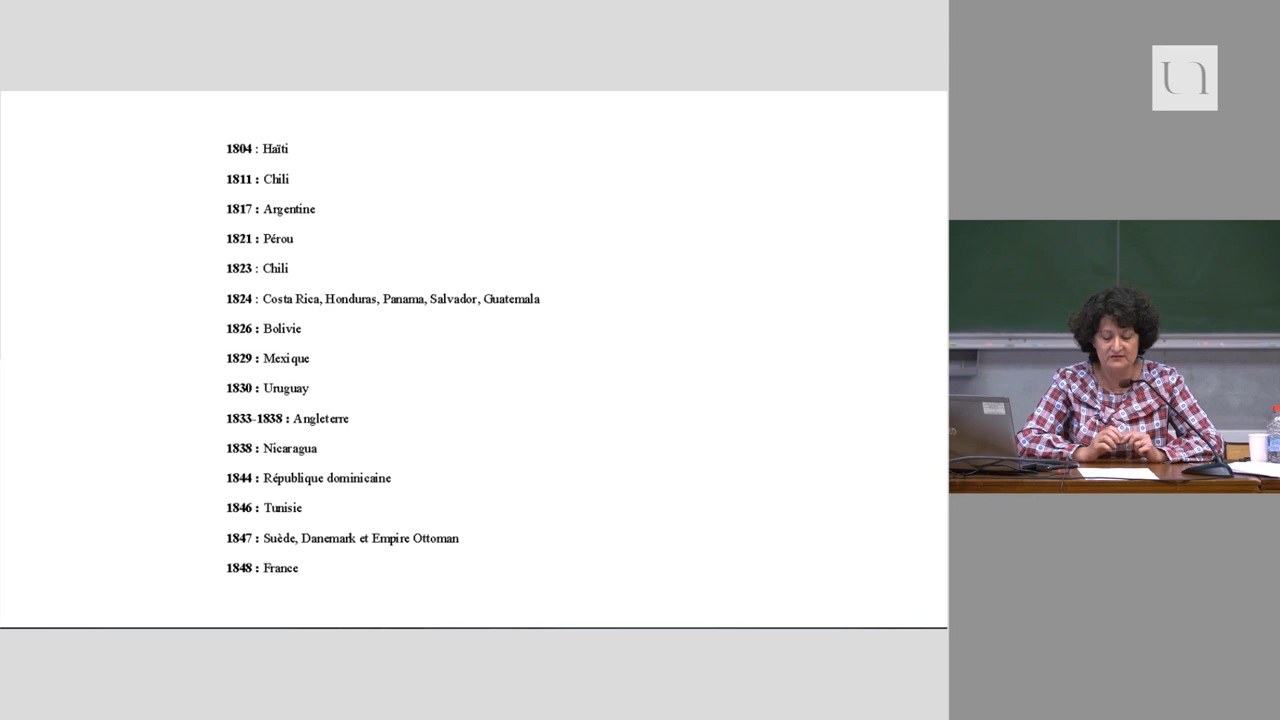 1804 : Haïti
1811 : Chili
1817 : Argentine
1821 : Pérou
1823 : Chili
1824 : Costa Rica, Honduras, Panama, Salvador, Guatemala
1826 : Bolivie
1829 : Mexique
1830 : Uruguay
1833-1838 : Angleterre
1838 : Nicaragua
1844 : République dominicaine
1846 : Tunisie
1847 : Suède, Danemark et Empire Ottoman
1848 : France